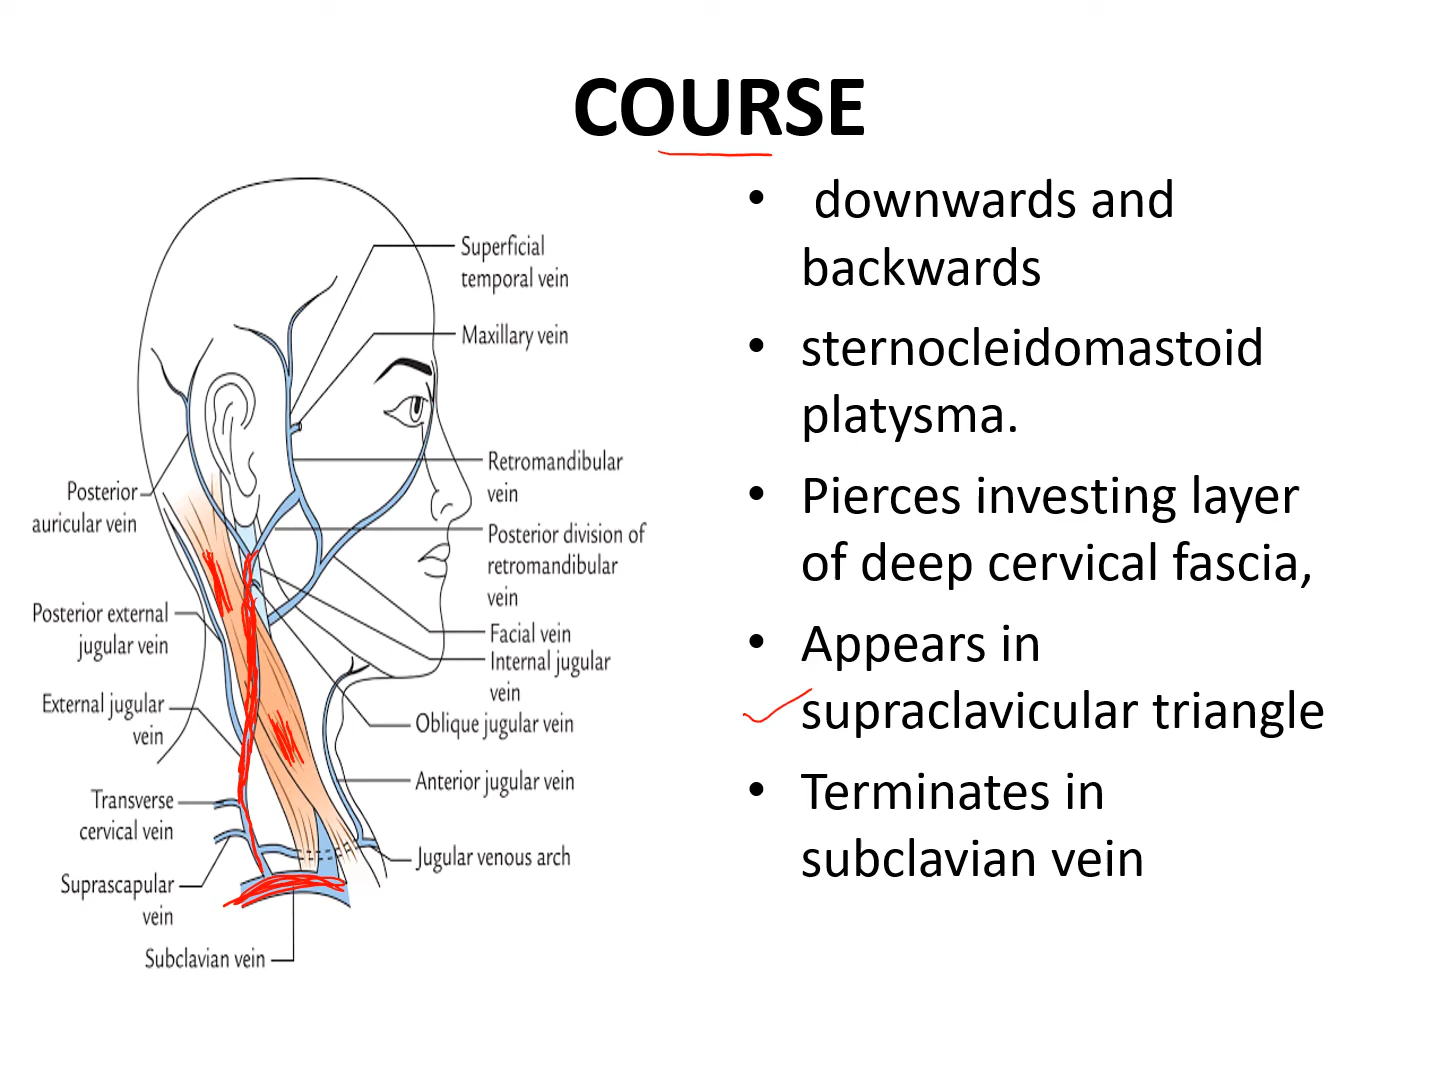 COURSE
Superficial
temporal vein
Maxillary vein
Retromandibular
vein
Posterior
auricular vein
Posterior division of
retromandibular
vein
Posterior external
jugular vein
Facial vein
Internal jugular
vein
External jugular
vein
Oblique jugular vein
Anterior jugular vein
Transverse
cervical vein
Jugular venous arch
Suprascapular
vein
Subclavian vein
• downwards and
backwards
• sternocleidomastoid
platysma.
• Pierces investing layer
of deep cervical fascia,
• Appears in
supraclavicular triangle
• Terminates in
subclavian vein